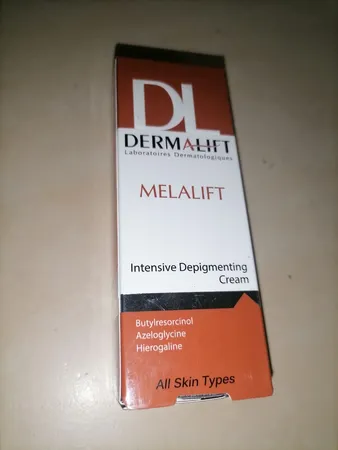 DL
DERMALIFT
Laboratoires Dermatologiques
MELALIFT
Intensive Depigmenting
Cream
Butylresorcinol
Azeloglycine
Hierogaline
All Skin Types